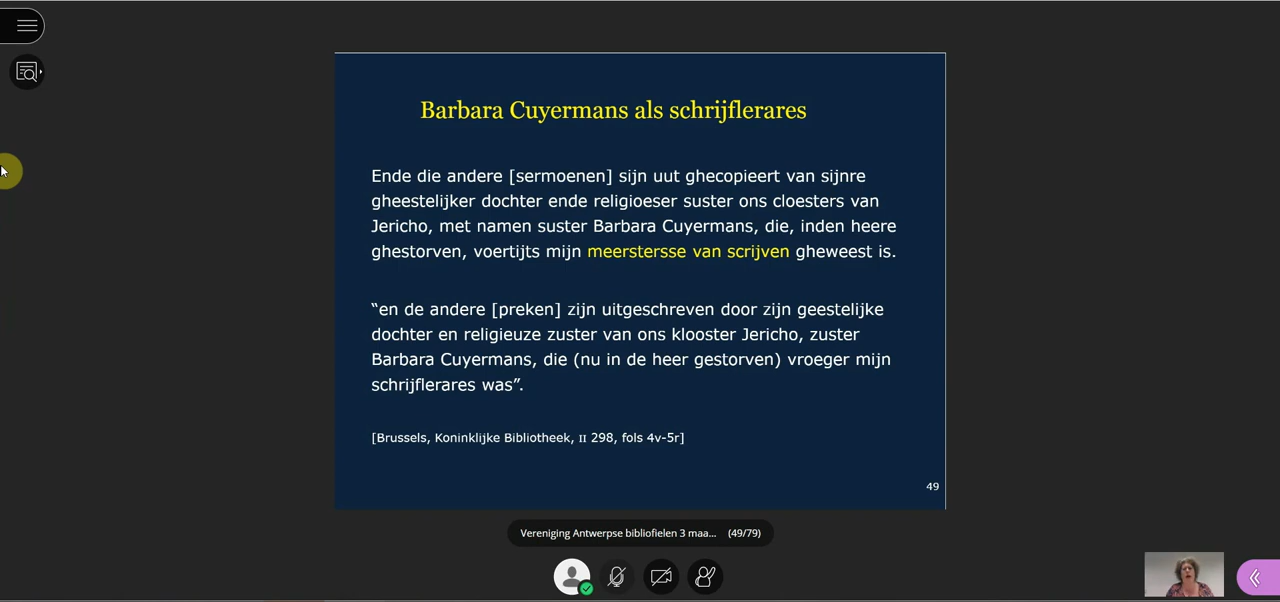 Barbara Cuyermans als schrijflerares
Ende die andere [sermoenen] sijn uut ghecopieert van sijnre
gheestelijker dochter ende religioeser suster ons cloesters van
Jericho, met namen suster Barbara Cuyermans, die, inden heere
ghestorven, voertijts mijn meerstersse van scrijven gheweest is.
“en de andere [preken] zijn uitgeschreven door zijn geestelijke
dochter en religieuze zuster van ons klooster Jericho, zuster
Barbara Cuyermans, die (nu in de heer gestorven) vroeger mijn
schrijflerares was”.
[Brussels, Koninklijke Bibliotheek, II 298, fols 4v-5r]
49
Vereniging Antwerpse bibliofielen 3 maa... (49/79)